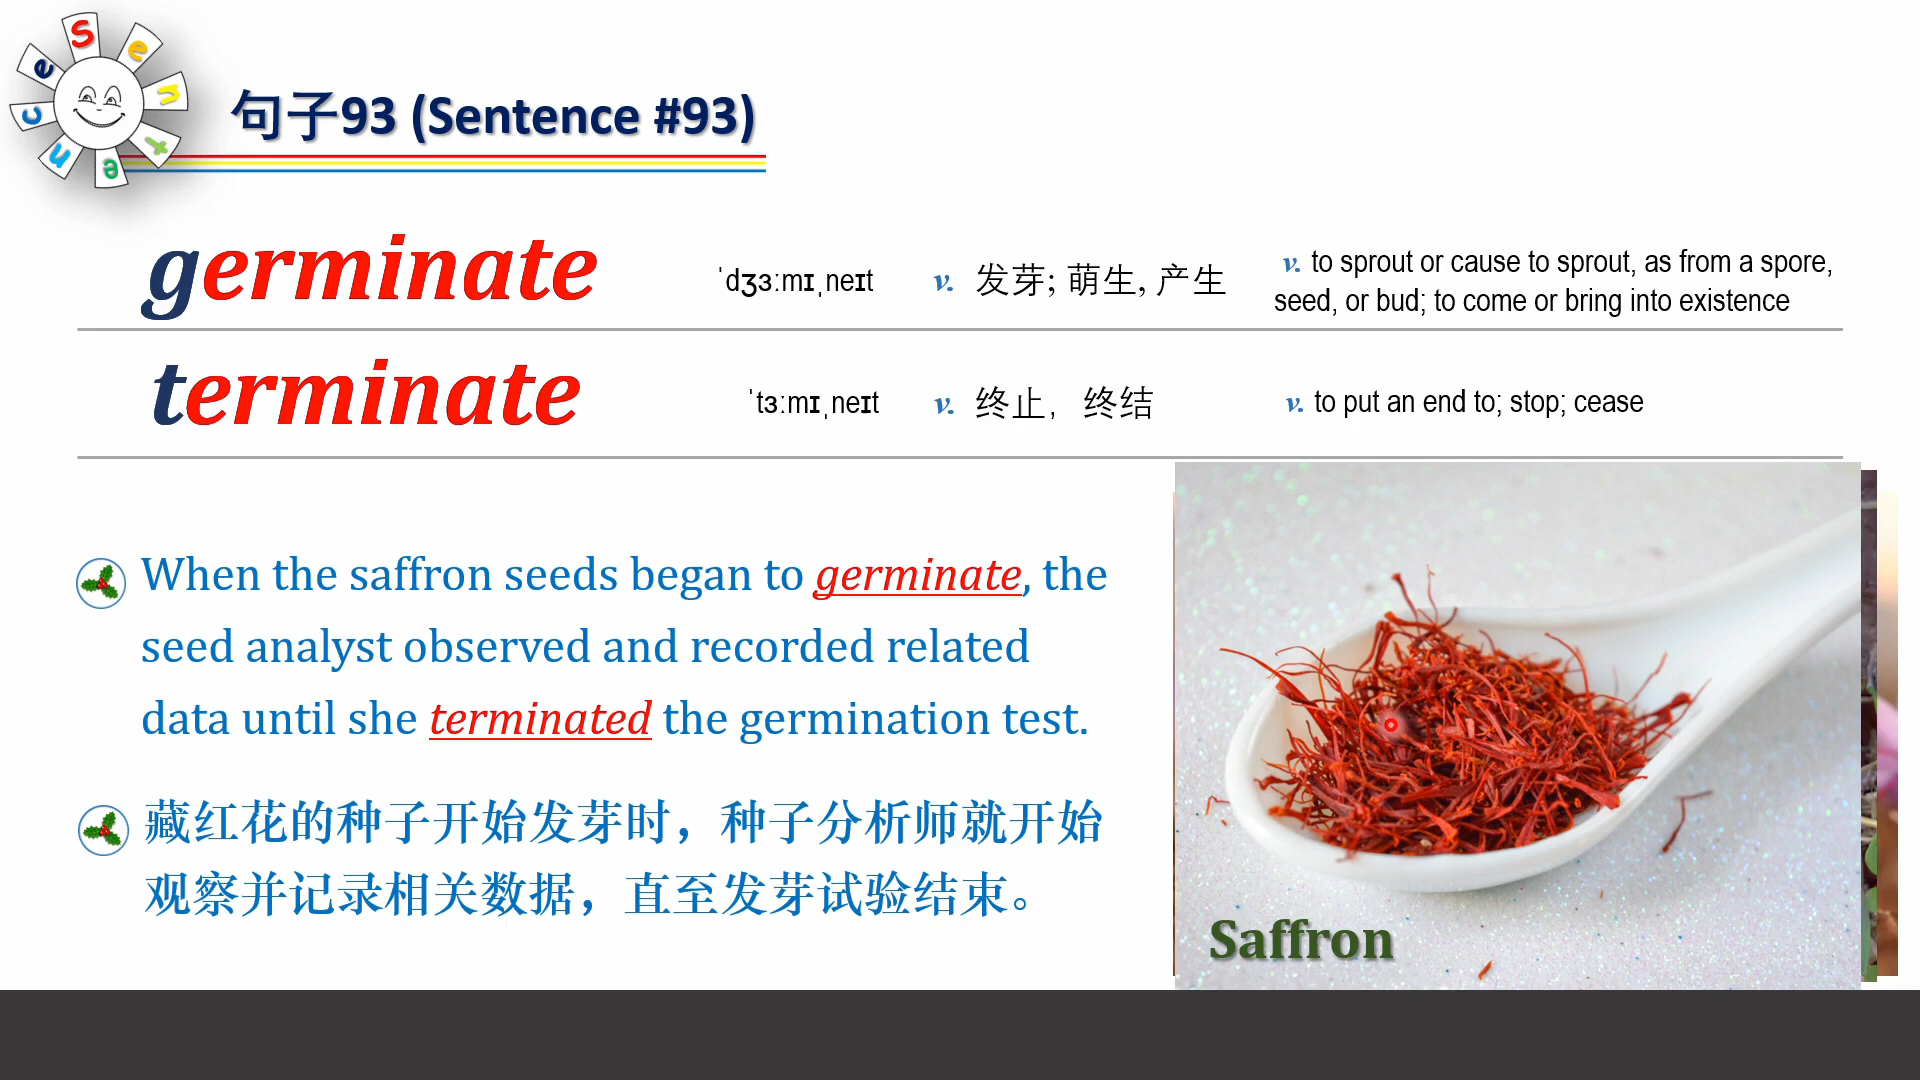 Sentence
句子93 (Sentence #93)
germinate ˈdʒɜːmɪˌneɪt v. 发芽; 萌生, 产生 v. to sprout or cause to sprout, as from a spore,
seed, or bud; to come or bring into existence
terminate ˈtɜːmɪˌneɪt v. 终止, 终结 v. to put an end to; stop; cease
When the saffron seeds began to germinate, the
seed analyst observed and recorded related
data until she terminated the germination test.
藏红花的种子开始发芽时，种子分析师就开始
观察并记录相关数据，直至发芽试验结束。
Saffron